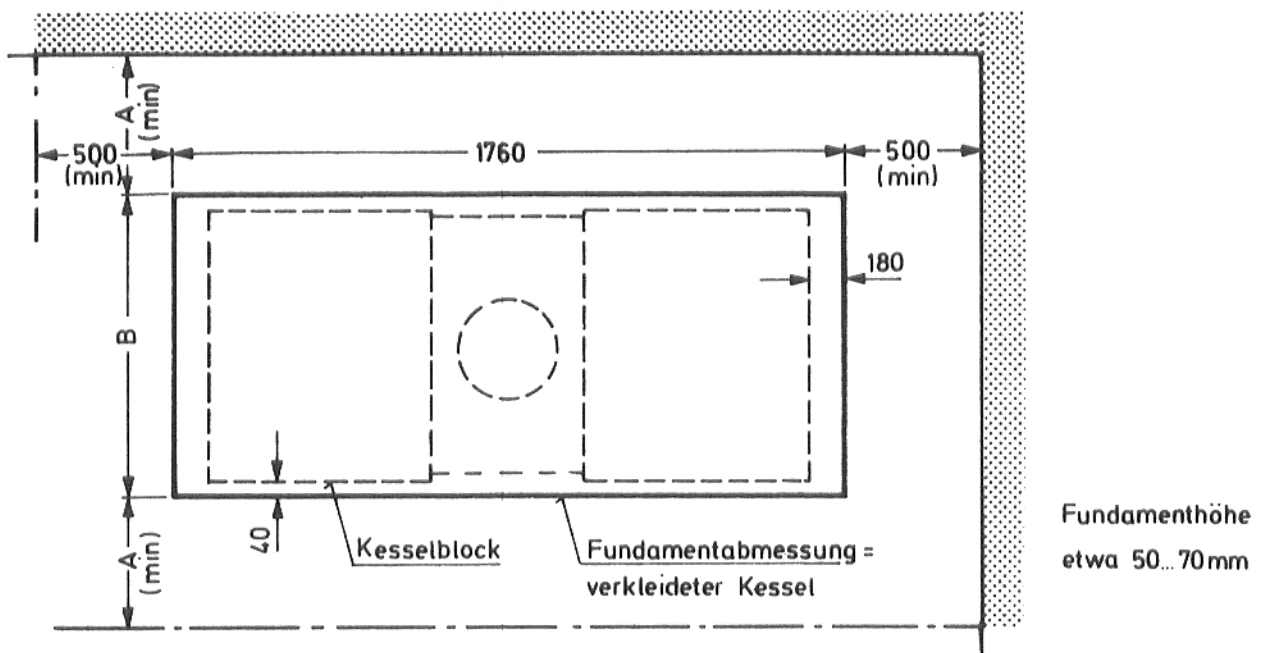 A
(min)
500
(min)
1760
500
(min)
180
B
40
A
(min)
Kesselblock
Fundamentabmessung =
verkleideter Kessel
Fundamenthöhe
etwa 50...70mm